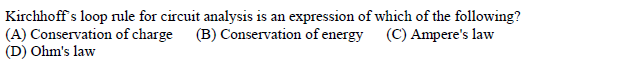 Kirchhoff's loop rule for circuit analysis is an expression of which of the following?
(A) Conservation of charge (B) Conservation of energy (C) Ampere's law
(D) Ohm's law